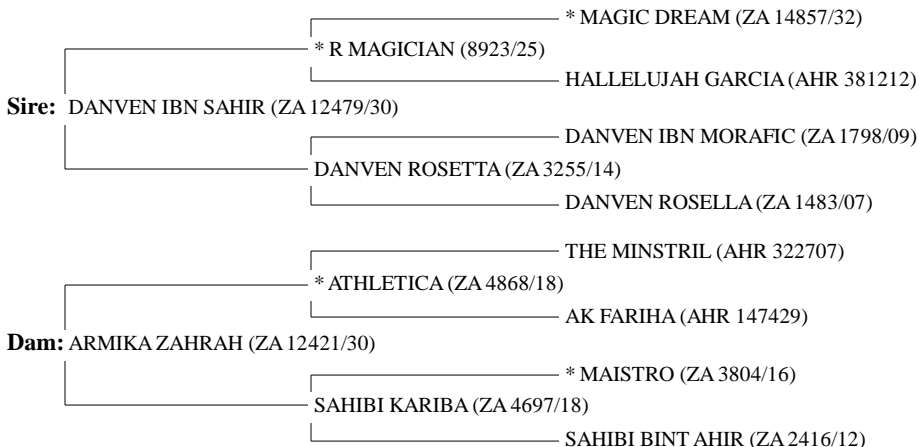 * MAGIC DREAM (ZA 14857/32)
* R MAGICIAN (8923/25)
HALLELUJAH GARCIA (AHR 381212)
Sire: DANVEN IBN SAHIR (ZA 12479/30)
DANVEN IBN MORAFIC (ZA 1798/09)
DANVEN ROSETTA (ZA 3255/14)
DANVEN ROSELLA (ZA 1483/07)
THE MINSTRIL (AHR 322707)
* ATHLETICA (ZA 4868/18)
AK FARIHA (AHR 147429)
Dam: ARMIKA ZAHRAH (ZA 12421/30)
* MAISTRO (ZA 3804/16)
SAHIBI KARIBA (ZA 4697/18)
SAHIBI BINT AHIR (ZA 2416/12)